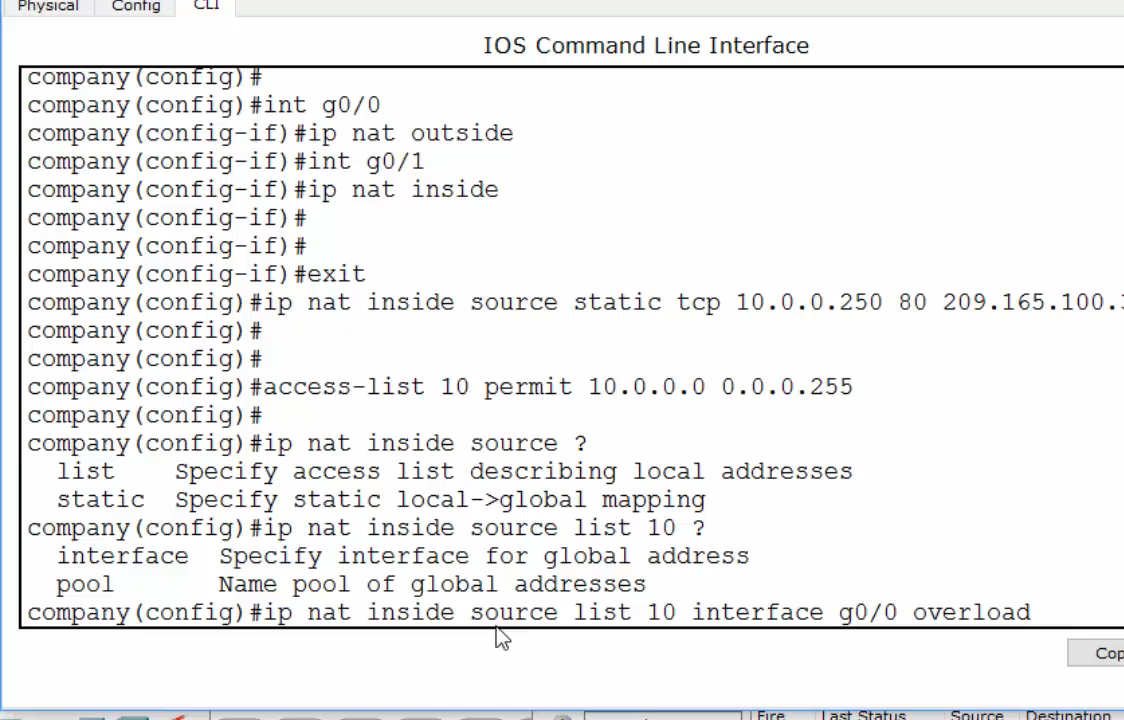 Physical Config CLI
IOS Command Line Interface
company(config)#
company(config)#int g0/0
company(config-if)#ip nat outside
company(config-if)#int g0/1
company(config-if)#ip nat inside
company(config-if)#
company(config-if)#
company(config-if)#exit
company(config)#ip nat inside source static tcp 10.0.0.250 80 209.165.100.
company(config)#
company(config)#
company(config)#access-list 10 permit 10.0.0.0 0.0.0.255
company(config)#
company(config)#ip nat inside source ?
list Specify access list describing local addresses
static Specify static local->global mapping
company(config)#ip nat inside source list 10 ?
interface Specify interface for global address
pool Name pool of global addresses
company(config)#ip nat inside source list 10 interface g0/0 overload
Cop
Fire Last Status Source Destination